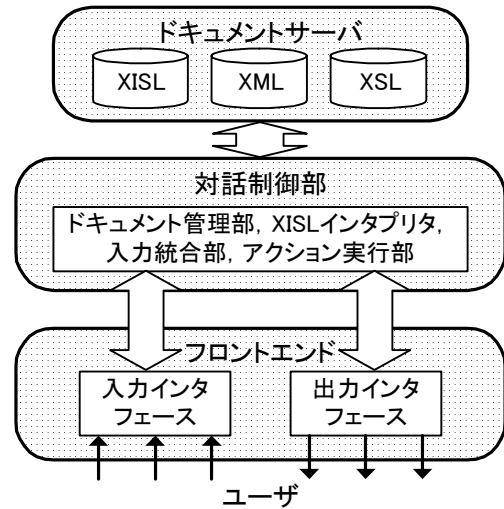 ドキュメントサーバ
XISL
XML
XSL
対話制御部
ドキュメント管理部, XISLインタプリタ,
入力統合部, アクション実行部
フロントエンド
入力インタ
フェース
出力インタ
フェース
ユーザ